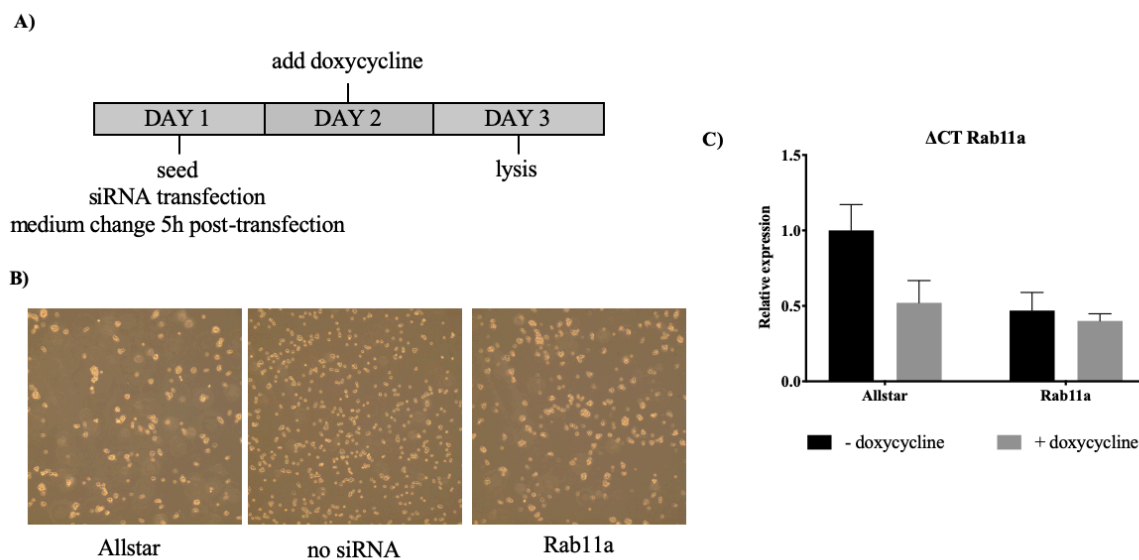 A)
add doxycycline
DAY 1 DAY 2 DAY 3
seed
siRNA transfection
medium change 5h post-transfection
lysis
B)
Allstar no siRNA Rab11a
C)
ΔCT Rab11a
Relative expression
1.5
1.0
0.5
0.0
Allstar Rab11a
- doxycycline + doxycycline